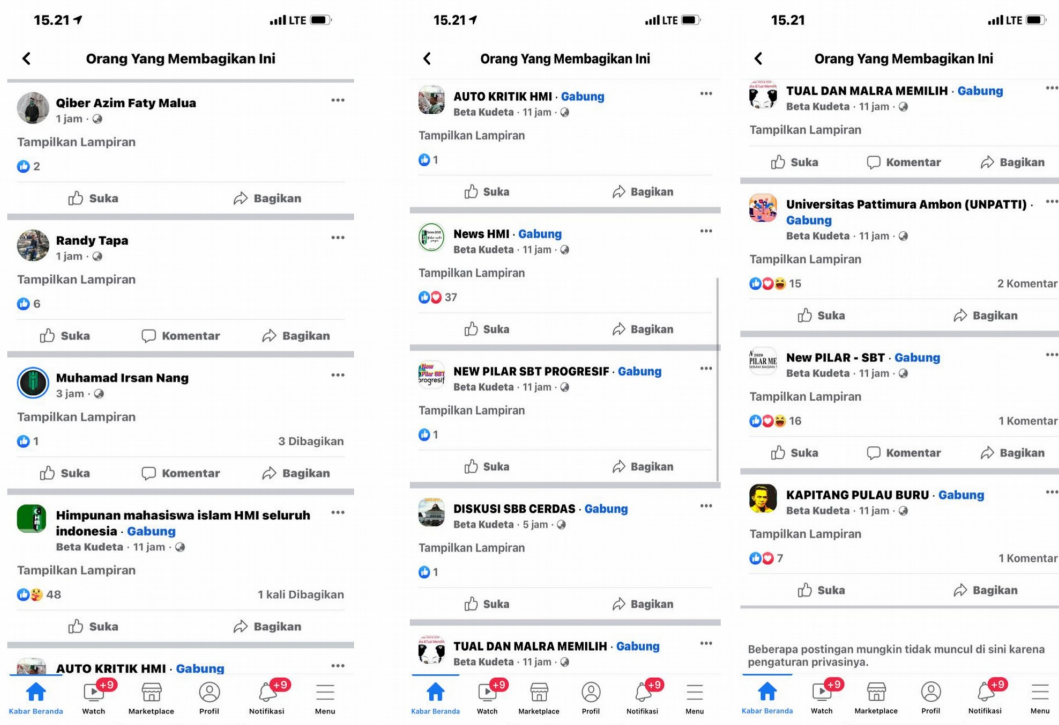 15.21
LTE
Orang Yang Membagikan Ini
Qiber Azim Faty Malua
1 jam ·
Tampilkan Lampiran
2
Suka
Bagikan
Randy Tapa
1 jam ·
Tampilkan Lampiran
6
Suka Komentar Bagikan
Muhamad Irsan Nang
3 jam ·
Tampilkan Lampiran
1 3 Dibagikan
Suka Komentar Bagikan
Himpunan mahasiswa islam HMI seluruh
indonesia · Gabung
Beta Kudeta · 11 jam ·
Tampilkan Lampiran
48 1 kali Dibagikan
Suka Bagikan
AUTO KRITIK HMI · Gabung
+9 +9
Kabar Beranda Watch Marketplace Profil Notifikasi Menu
15.21
LTE
Orang Yang Membagikan Ini
AUTO KRITIK HMI · Gabung
Beta Kudeta · 11 jam ·
Tampilkan Lampiran
1
Suka Bagikan
News HMI · Gabung
Beta Kudeta · 11 jam ·
Tampilkan Lampiran
37
Suka Bagikan
NEW PILAR SBT PROGRESIF · Gabung
Beta Kudeta · 11 jam ·
Tampilkan Lampiran
1
Suka Bagikan
DISKUSI SBB CERDAS · Gabung
Beta Kudeta · 5 jam ·
Tampilkan Lampiran
1
Suka Bagikan
TUAL DAN MALRA MEMILIH · Gabung
Beta Kudeta · 11 jam ·
+9 +9
Kabar Beranda Watch Marketplace Profil Notifikasi Menu
15.21
LTE
Orang Yang Membagikan Ini
TUAL DAN MALRA MEMILIH · Gabung
Beta Kudeta · 11 jam ·
Tampilkan Lampiran
Suka Komentar Bagikan
Universitas Pattimura Ambon (UNPATTI) ·
Gabung
Beta Kudeta · 11 jam ·
Tampilkan Lampiran
15 2 Komentar
Suka Bagikan
New PILAR - SBT · Gabung
Beta Kudeta · 11 jam ·
Tampilkan Lampiran
16 1 Komentar
Suka Komentar Bagikan
KAPITANG PULAU BURU · Gabung
Beta Kudeta · 11 jam ·
Tampilkan Lampiran
7 1 Komentar
Suka Bagikan
Beberapa postingan mungkin tidak muncul di sini karena
pengaturan privasinya.
+9 +9
Kabar Beranda Watch Marketplace Profil Notifikasi Menu